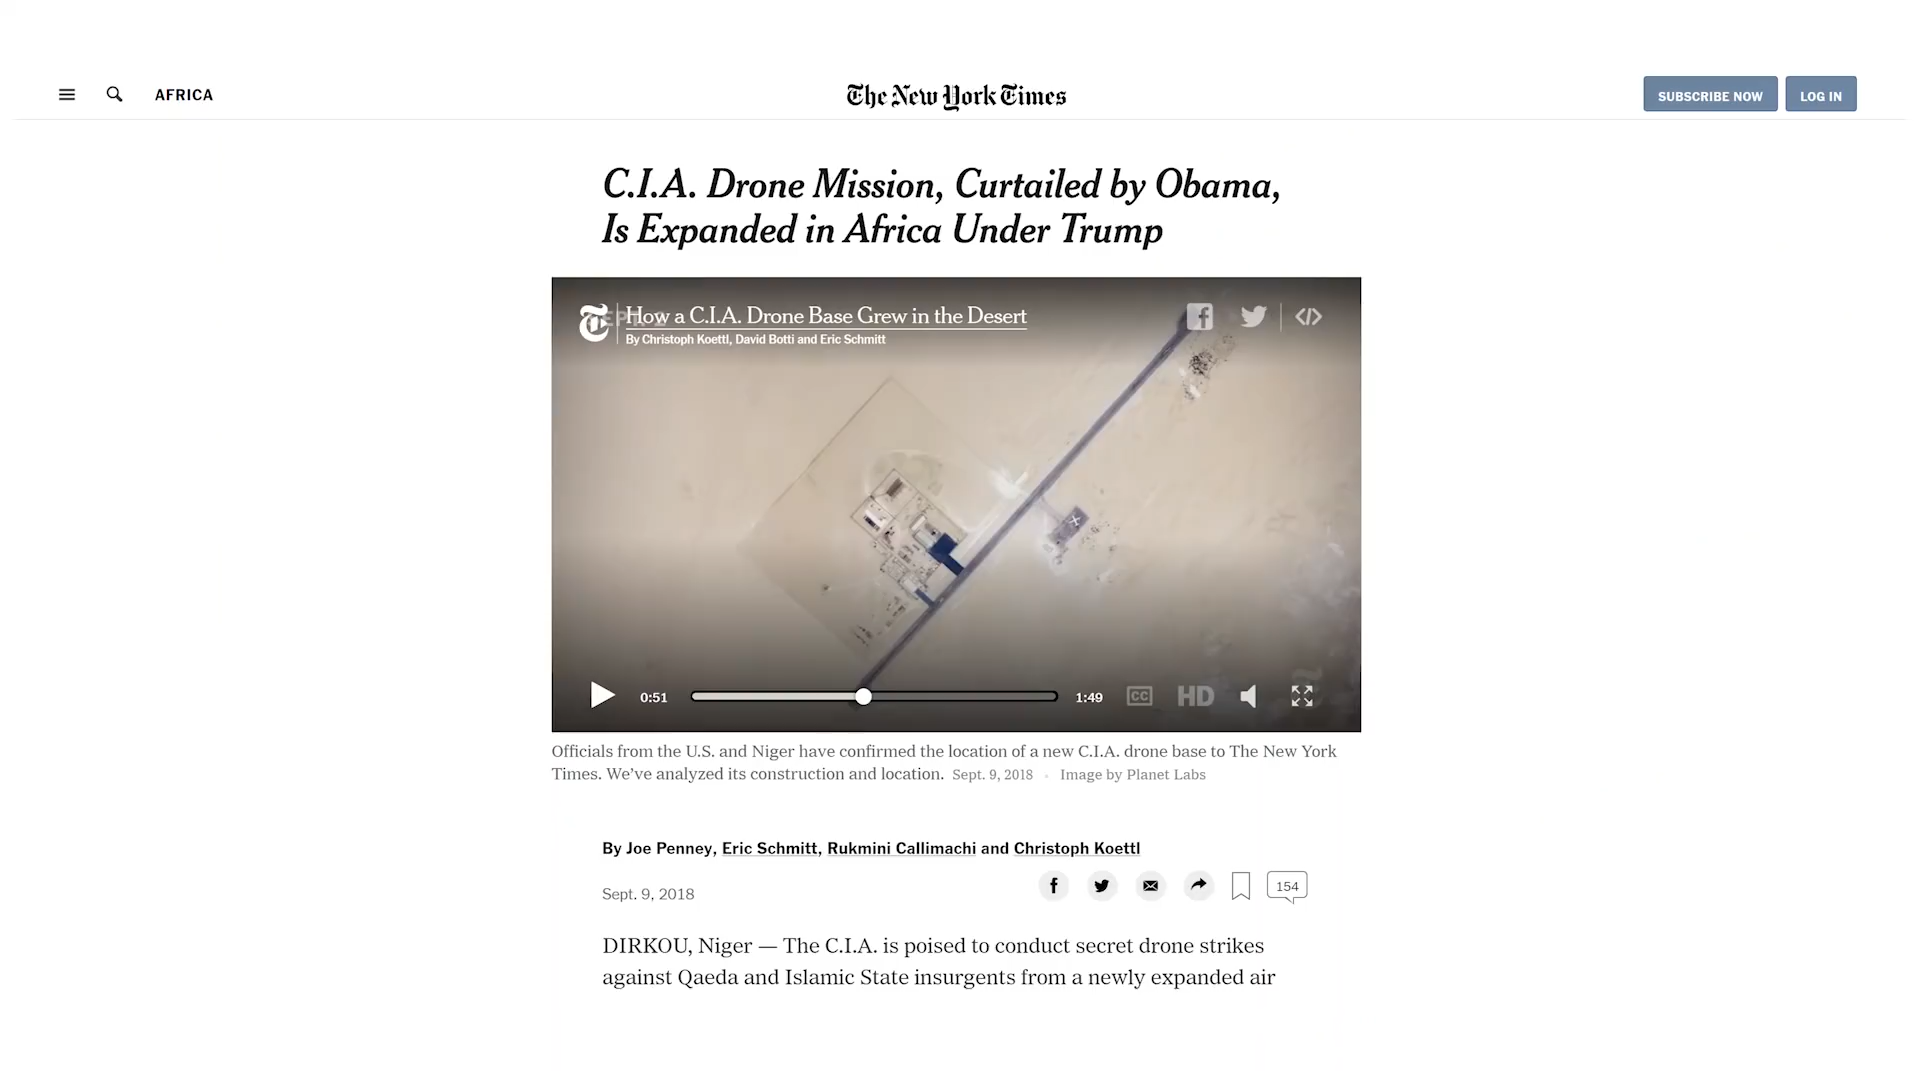 AFRICA
The New York Times
SUBSCRIBE NOW
LOG IN
C.I.A. Drone Mission, Curtailed by Obama,
Is Expanded in Africa Under Trump
How a C.I.A. Drone Base Grew in the Desert
By Christoph Koettl, David Botti and Eric Schmitt
0:51
1:49
CC
HD
Officials from the U.S. and Niger have confirmed the location of a new C.I.A. drone base to The New York
Times. We’ve analyzed its construction and location. Sept. 9, 2018 • Image by Planet Labs
By Joe Penney, Eric Schmitt, Rukmini Callimachi and Christoph Koettl
Sept. 9, 2018
154
DIRKOU, Niger — The C.I.A. is poised to conduct secret drone strikes
against Qaeda and Islamic State insurgents from a newly expanded air